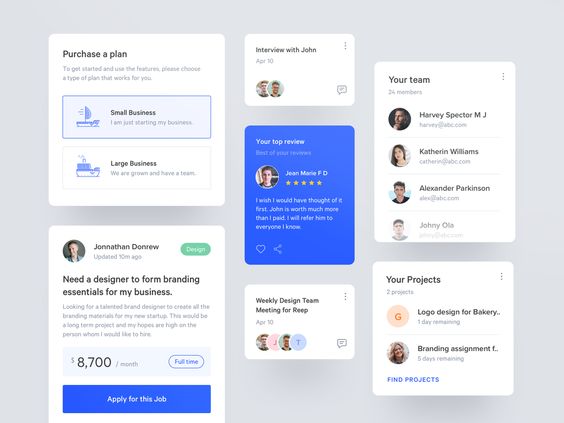 Purchase a plan
To get started and use the features, please choose
a type of plan that works for you.
Small Business
I am just starting my business.
Large Business
We are grown and have a team.
Jonnathan Donrew
Updated 10m ago
Design
Need a designer to form branding
essentials for my business.
Looking for a talented brand designer to create all the
branding materials for my new startup. This would be
a long term project and my hopes are high on the
person whom I would like to hire.
$ 8,700 / month
Full time
Apply for this Job
Interview with John
Apr 10
Your top review
Best of your reviews
Jean Marie F D
I wish I would have thought of it
first. John is worth much more
than I paid. I will refer him to
everyone I know.
Weekly Design Team
Meeting for Reep
Apr 10
J
T
Your team
24 members
Harvey Spector M J
harvey@abc.com
Katherin Williams
catherin@abc.com
Alexander Parkinson
alex@abc.com
Johny Ola
johny@abc.com
Your Projects
2 projects
G
Logo design for Bakery..
1 day remaining
Branding assignment f..
5 days remaining
FIND PROJECTS